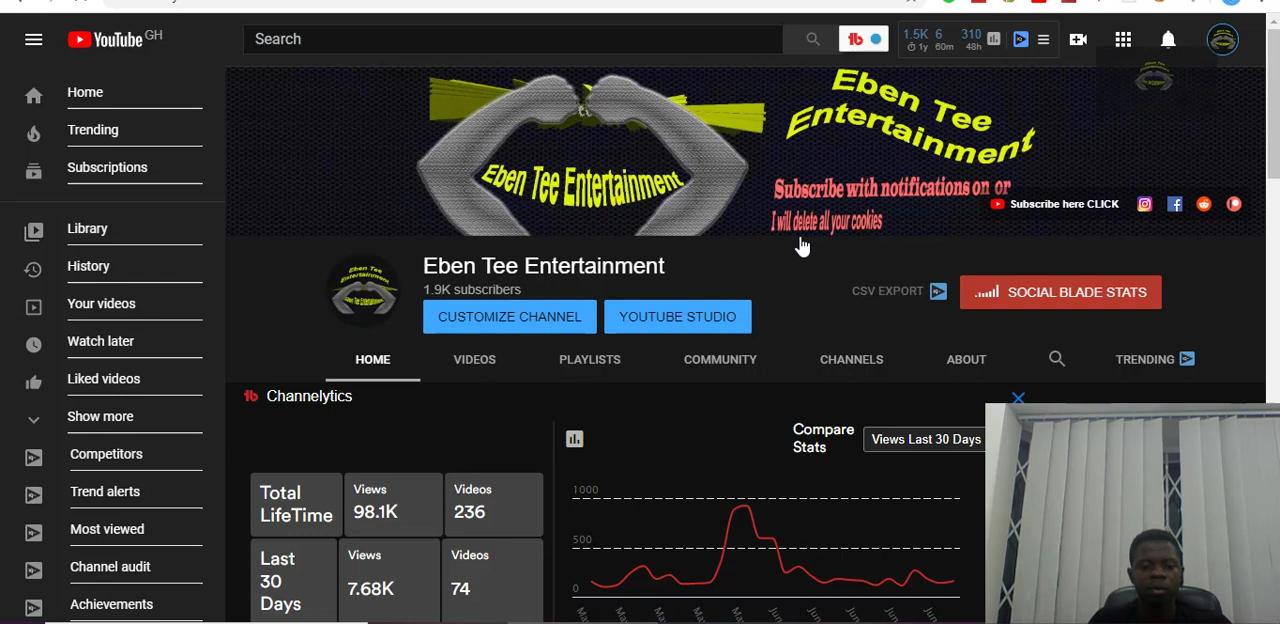 YouTube GH
Search
tb
1.5K 6 310
1y 60m 48h
Home
Trending
Subscriptions
Library
History
Your videos
Watch later
Liked videos
Show more
Competitors
Trend alerts
Most viewed
Channel audit
Achievements
Eben Tee Entertainment
Eben Tee
Entertainment
Subscribe with notifications on or
I will delete all your cookies
Subscribe here CLICK
Eben Tee Entertainment
1.9K subscribers
CUSTOMIZE CHANNEL
YOUTUBE STUDIO
CSV EXPORT
SOCIAL BLADE STATS
HOME
VIDEOS
PLAYLISTS
COMMUNITY
CHANNELS
ABOUT
TRENDING
tb Channelytics
Compare
Stats
Views Last 30 Days
Total
LifeTime
Views
98.1K
Videos
236
Last
30
Days
Views
7.68K
Videos
74
1000
500
0